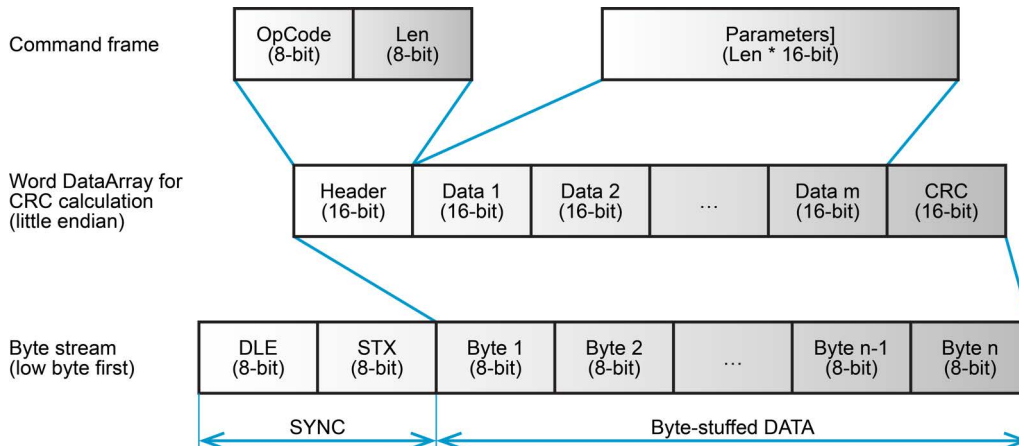 Command frame
OpCode
(8-bit)
Len
(8-bit)
Parameters]
(Len * 16-bit)
Word DataArray for
CRC calculation
(little endian)
Header
(16-bit)
Data 1
(16-bit)
Data 2
(16-bit)
...
Data m
(16-bit)
CRC
(16-bit)
Byte stream
(low byte first)
DLE
(8-bit)
STX
(8-bit)
Byte 1
(8-bit)
Byte 2
(8-bit)
...
Byte n-1
(8-bit)
Byte n
(8-bit)
SYNC
Byte-stuffed DATA